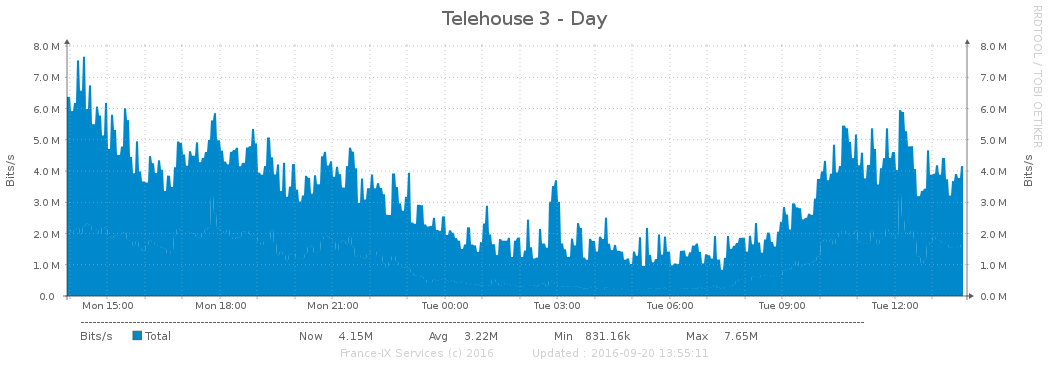 Telehouse 3 - Day
RRDTOOL / TOBI OETIKER
Bits/s
8.0 M
7.0 M
6.0 M
5.0 M
4.0 M
3.0 M
2.0 M
1.0 M
0.0
8.0 M
7.0 M
6.0 M
5.0 M
4.0 M
3.0 M
2.0 M
1.0 M
0.0 M
Bits/s
Mon 15:00 Mon 18:00 Mon 21:00 Tue 00:00 Tue 03:00 Tue 06:00 Tue 09:00 Tue 12:00
Bits/s Total Now 4.15M Avg 3.22M Min 831.16k Max 7.65M
France-IX Services (c) 2016 Updated : 2016-09-20 13:55:11